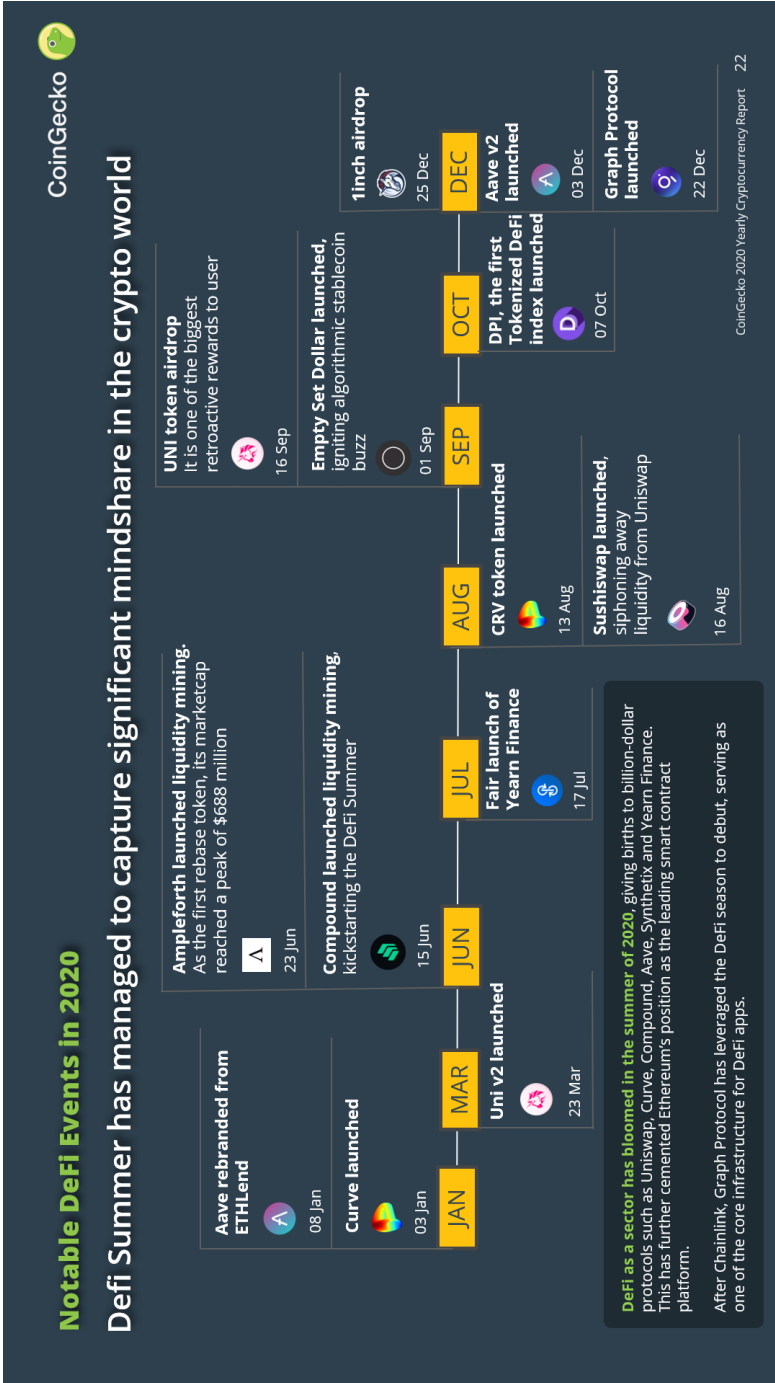 CoinGecko
Notable DeFi Events in 2020
Defi Summer has managed to capture significant mindshare in the crypto world
Aave rebranded from
ETHLend
08 Jan
Curve launched
03 Jan
JAN
MAR
Uni v2 launched
23 Mar
Ampleforth launched liquidity mining.
As the first rebase token, its marketcap
reached a peak of $688 million
23 Jun
Compound launched liquidity mining,
kickstarting the DeFi Summer
15 Jun
JUN
JUL
Fair launch of
Yearn Finance
17 Jul
AUG
CRV token launched
13 Aug
Sushiswap launched,
siphoning away
liquidity from Uniswap
16 Aug
UNI token airdrop
It is one of the biggest
retroactive rewards to user
16 Sep
Empty Set Dollar launched,
igniting algorithmic stablecoin
buzz
01 Sep
SEP
OCT
DPI, the first
Tokenized DeFi
index launched
07 Oct
1inch airdrop
25 Dec
DEC
Aave v2
launched
03 Dec
Graph Protocol
launched
22 Dec
DeFi as a sector has bloomed in the summer of 2020, giving births to billion-dollar
protocols such as Uniswap, Curve, Compound, Aave, Synthetix and Yearn Finance.
This has further cemented Ethereum's position as the leading smart contract
platform.
After Chainlink, Graph Protocol has leveraged the DeFi season to debut, serving as
one of the core infrastructure for DeFi apps.
CoinGecko 2020 Yearly Cryptocurrency Report 22